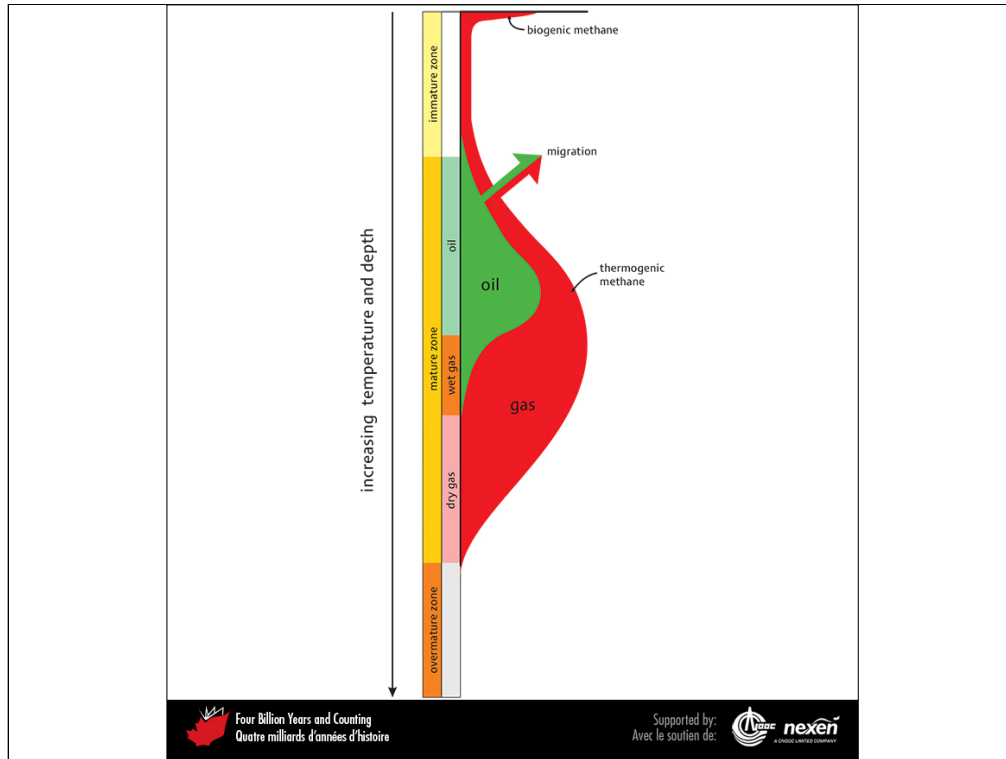 biogenic methane
immature zone
migration
increasing temperature and depth
oil
oil
thermogenic
methane
mature zone
wet gas
gas
dry gas
overmature zone
Four Billion Years and Counting
Quatre milliards d'années d'histoire
Supported by:
Avec le soutien de:
nexen
A CNOOC LIMITED COMPANY